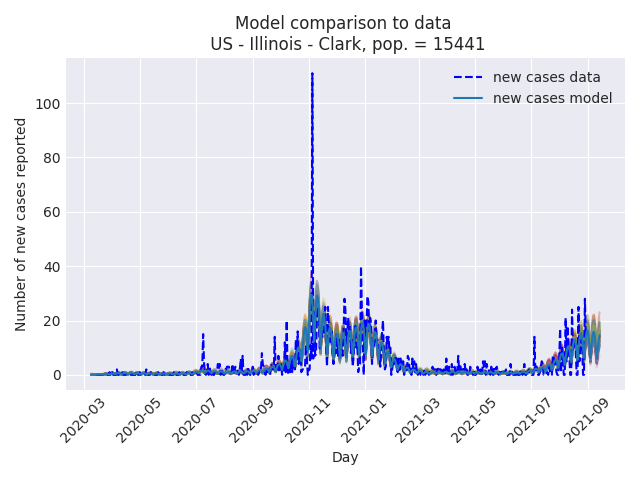 Model comparison to data
US - Illinois - Clark, pop. = 15441
new cases data
new cases model
Number of new cases reported
100
80
60
40
20
0
2020-03
2020-05
2020-07
2020-09
2020-11
2021-01
2021-03
2021-05
2021-07
2021-09
Day